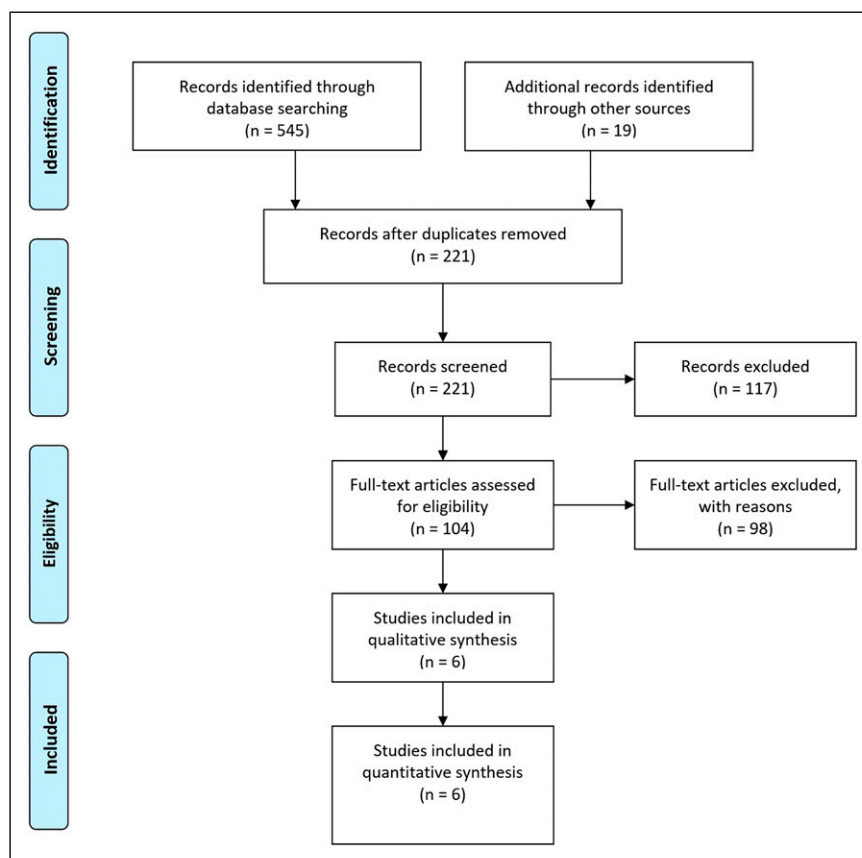 Identification
Records identified through
database searching
(n = 545)
Additional records identified
through other sources
(n = 19)
Records after duplicates removed
(n = 221)
Screening
Records screened
(n = 221)
Records excluded
(n = 117)
Eligibility
Full-text articles assessed
for eligibility
(n = 104)
Full-text articles excluded,
with reasons
(n = 98)
Studies included in
qualitative synthesis
(n = 6)
Included
Studies included in
quantitative synthesis
(n = 6)